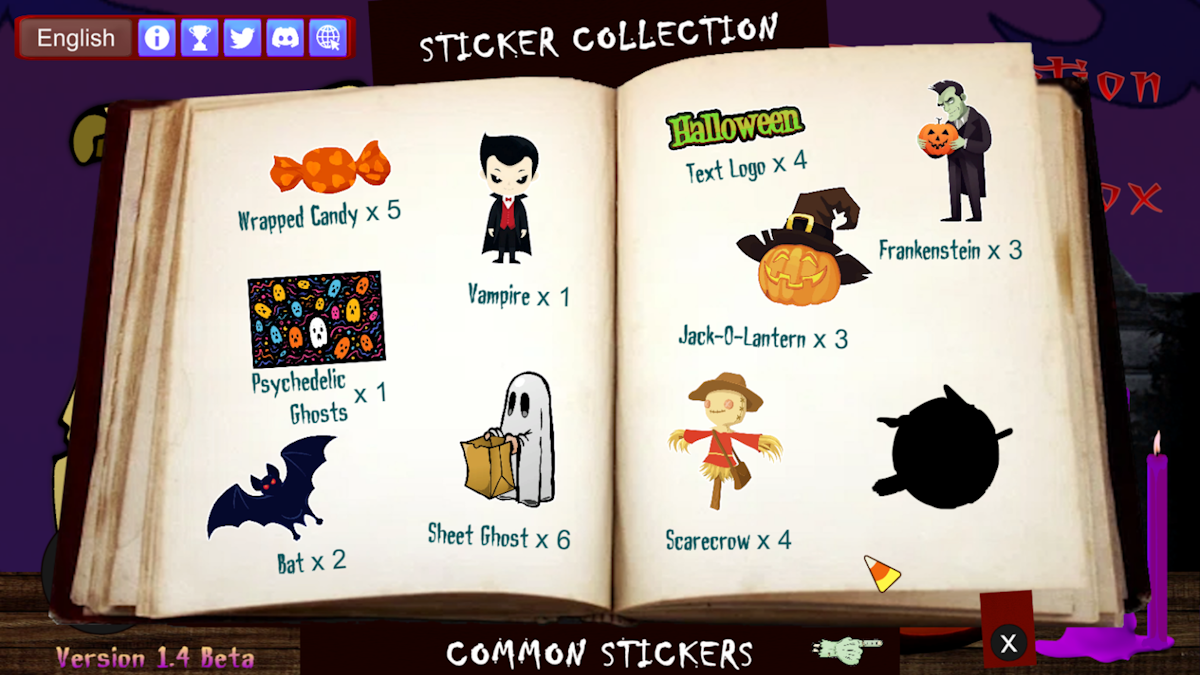 English
STICKER COLLECTION
Wrapped Candy x 5
Vampire x 1
Psychedelic
Ghosts x 1
Bat x 2
Sheet Ghost x 6
Halloween
Text Logo x 4
Frankenstein x 3
Jack-O-Lantern x 3
Scarecrow x 4
Version 1.4 Beta
COMMON STICKERS
X